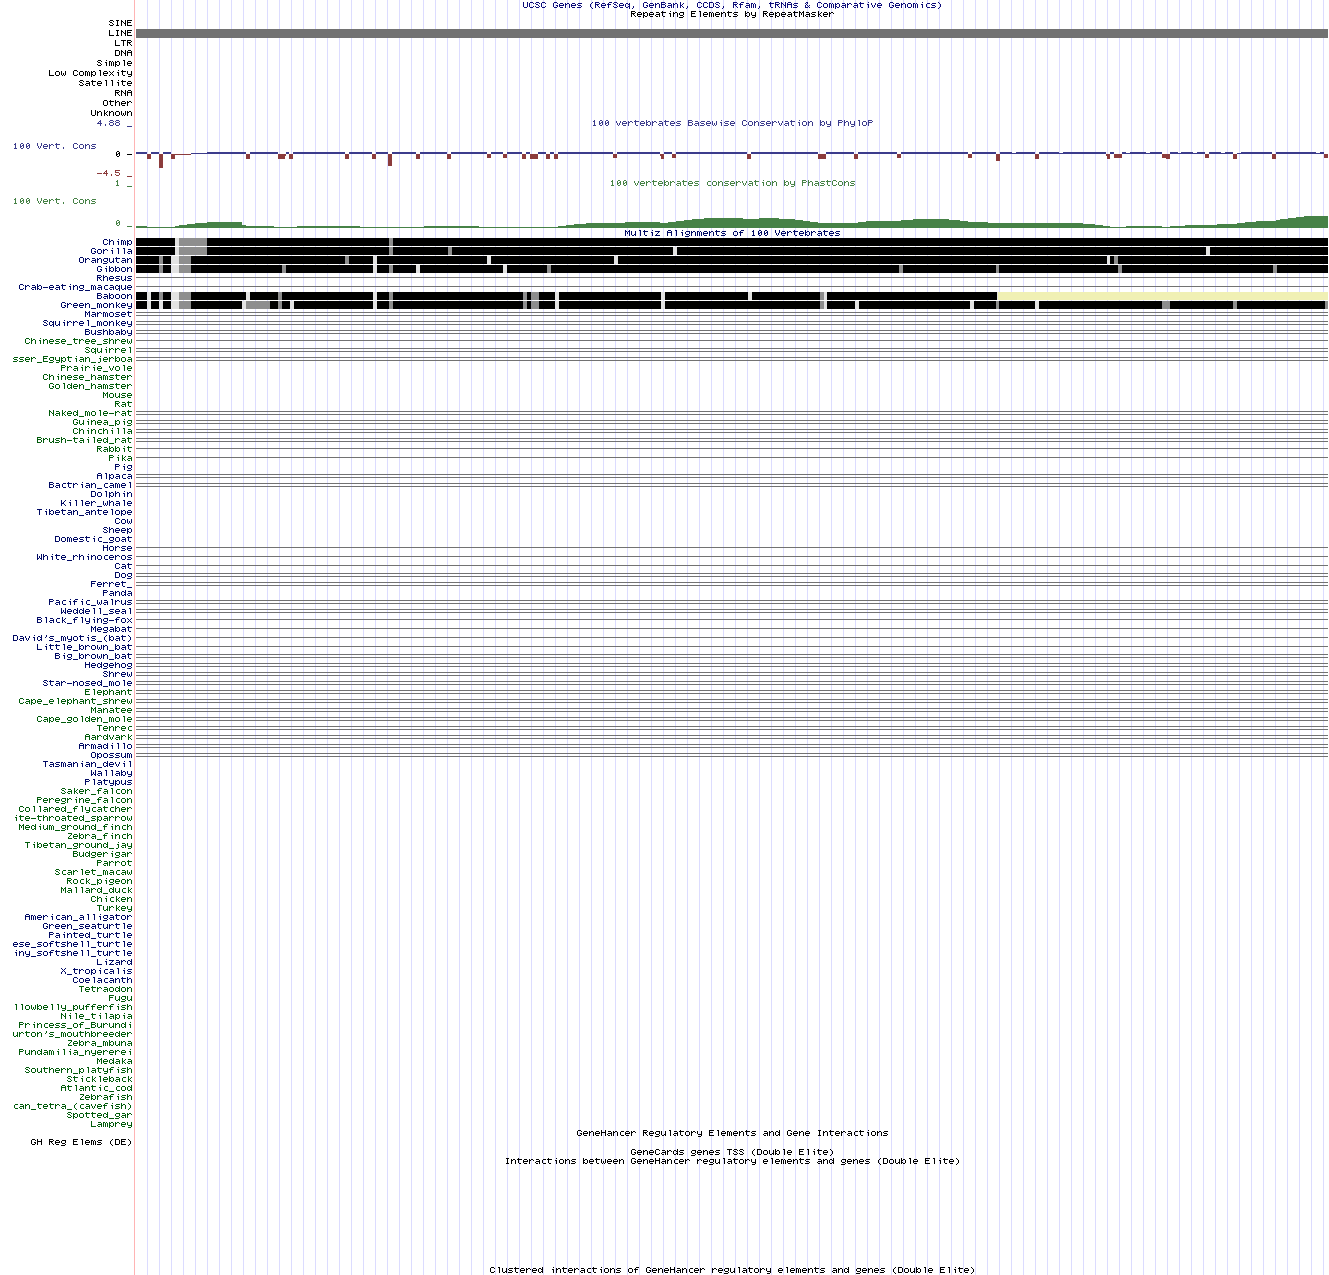 UCSC Genes (RefSeq, GenBank, CCDS, Rfam, tRNAs & Comparative Genomics)
Repeating Elements by RepeatMasker
SINE
LINE
LTR
DNA
Simple
Low Complexity
Satellite
RNA
Other
Unknown
4.88 _
100 vertebrates Basewise Conservation by PhyloP
100 Vert. Cons
0 _
-4.5 _
1 _
100 vertebrates conservation by PhastCons
100 Vert. Cons
0 _
Multiz Alignments of 100 Vertebrates
Chimp
Gorilla
Orangutan
Gibbon
Rhesus
Crab-eating_macaque
Baboon
Green_monkey
Marmoset
Squirrel_monkey
Bushbaby
Chinese_tree_shrew
Squirrel
sser_Egyptian_jerboa
Prairie_vole
Chinese_hamster
Golden_hamster
Mouse
Rat
Naked_mole-rat
Guinea_pig
Chinchilla
Brush-tailed_rat
Rabbit
Pika
Pig
Alpaca
Bactrian_camel
Dolphin
Killer_whale
Tibetan_antelope
Cow
Sheep
Domestic_goat
Horse
White_rhinoceros
Cat
Dog
Ferret_
Panda
Pacific_walrus
Weddell_seal
Black_flying-fox
Megabat
David's_myotis_(bat)
Little_brown_bat
Big_brown_bat
Hedgehog
Shrew
Star-nosed_mole
Elephant
Cape_elephant_shrew
Manatee
Cape_golden_mole
Tenrec
Aardvark
Armadillo
Opossum
Tasmanian_devil
Wallaby
Platypus
Saker_falcon
Peregrine_falcon
Collared_flycatcher
ite-throated_sparrow
Medium_ground_finch
Zebra_finch
Tibetan_ground_jay
Budgerigar
Parrot
Scarlet_macaw
Rock_pigeon
Mallard_duck
Chicken
Turkey
American_alligator
Green_seaturtle
Painted_turtle
ese_softshell_turtle
iny_softshell_turtle
Lizard
X_tropicalis
Coelacanth
Tetraodon
Fugu
llowbelly_pufferfish
Nile_tilapia
Princess_of_Burundi
urton's_mouthbreeder
Zebra_mbuna
Pundamilia_nyererei
Medaka
Southern_platyfish
Stickleback
Atlantic_cod
Zebrafish
can_tetra_(cavefish)
Spotted_gar
Lamprey
GeneHancer Regulatory Elements and Gene Interactions
GH Reg Elems (DE)
GeneCards genes TSS (Double Elite)
Interactions between GeneHancer regulatory elements and genes (Double Elite)
Clustered interactions of GeneHancer regulatory elements and genes (Double Elite)